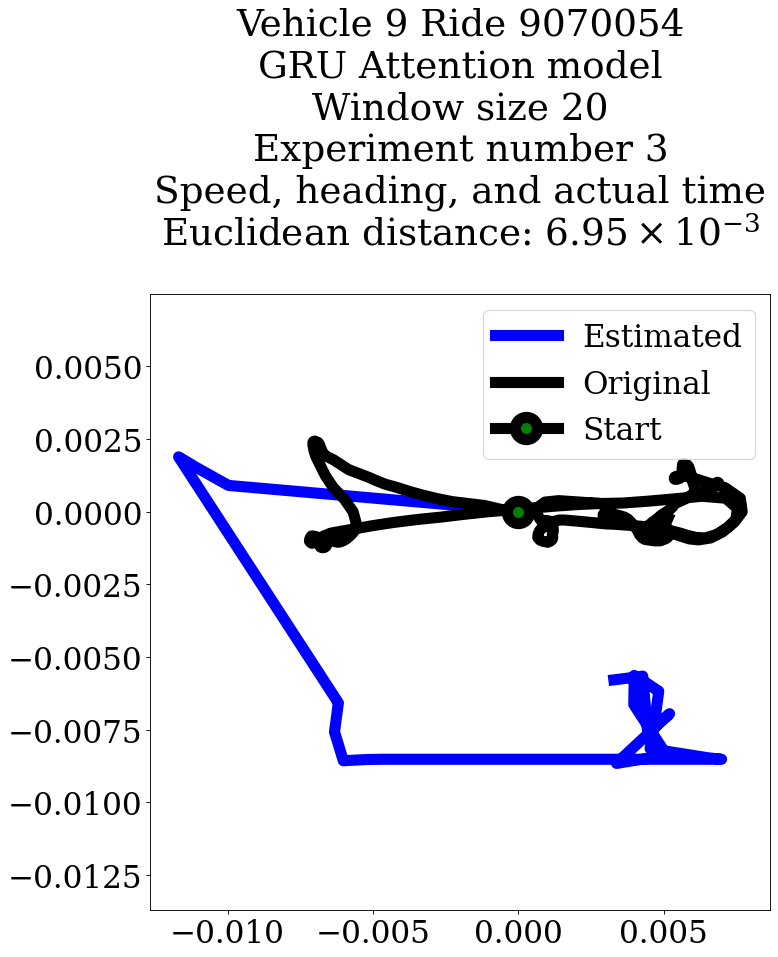 Vehicle 9 Ride 9070054
GRU Attention model
Window size 20
Experiment number 3
Speed, heading, and actual time
Euclidean distance: 6.95 × 10⁻³
Estimated
Original
Start
0.0050
0.0025
0.0000
−0.0025
−0.0050
−0.0075
−0.0100
−0.0125
−0.010 −0.005 0.000 0.005